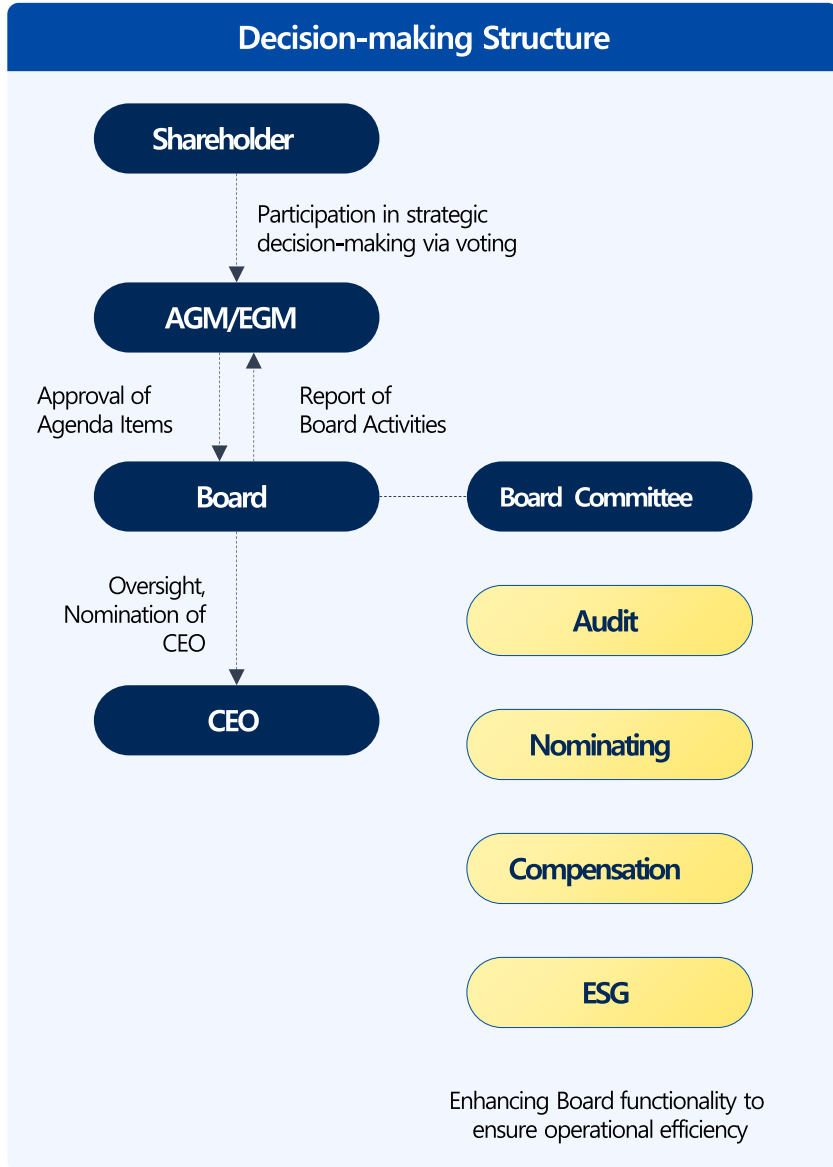 Decision-making Structure
Shareholder
Participation in strategic
decision-making via voting
AGM/EGM
Approval of
Agenda Items
Report of
Board Activities
Board
Board Committee
Oversight,
Nomination of
CEO
CEO
Audit
Nominating
Compensation
ESG
Enhancing Board functionality to
ensure operational efficiency